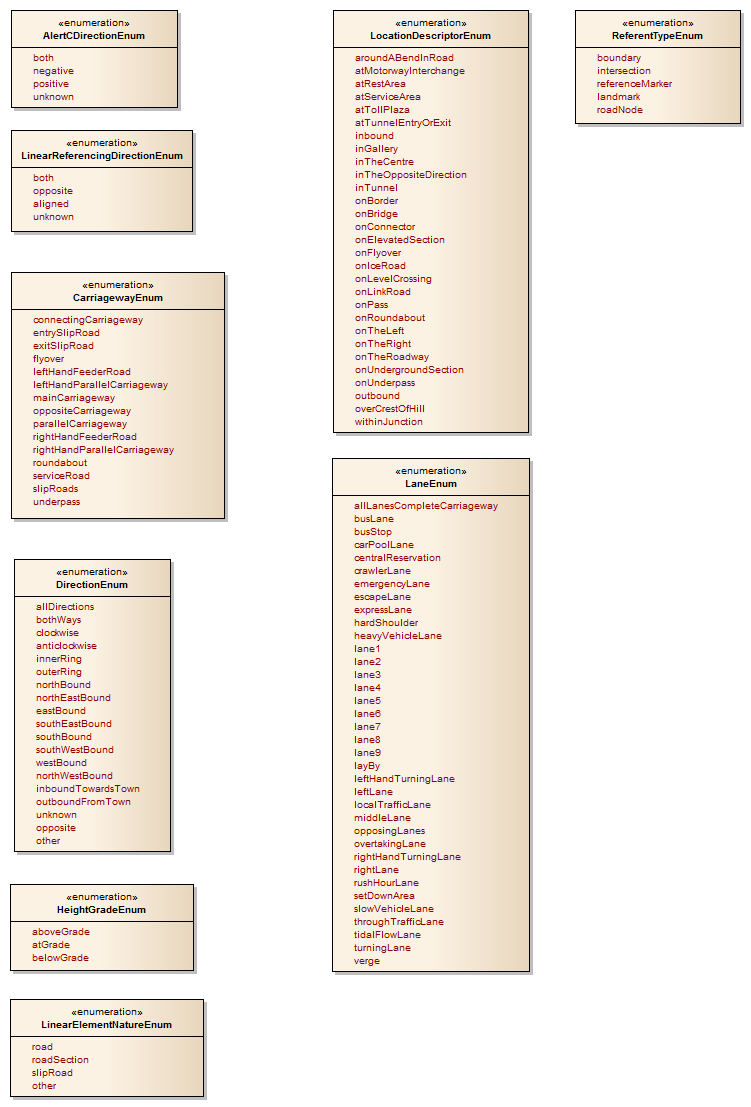 «enumeration»
AlertCDirectionEnum
both
negative
positive
unknown
«enumeration»
LinearReferencingDirectionEnum
both
opposite
aligned
unknown
«enumeration»
CarriagewayEnum
connectingCarriageway
entrySlipRoad
exitSlipRoad
flyover
leftHandFeederRoad
leftHandParallelCarriageway
mainCarriageway
oppositeCarriageway
parallelCarriageway
rightHandFeederRoad
rightHandParallelCarriageway
roundabout
serviceRoad
slipRoads
underpass
«enumeration»
DirectionEnum
allDirections
bothWays
clockwise
anticlockwise
innerRing
outerRing
northBound
northEastBound
eastBound
southEastBound
southBound
southWestBound
westBound
northWestBound
inboundTowardsTown
outboundFromTown
unknown
opposite
other
«enumeration»
HeightGradeEnum
aboveGrade
atGrade
belowGrade
«enumeration»
LinearElementNatureEnum
road
roadSection
slipRoad
other
«enumeration»
LocationDescriptorEnum
aroundABendInRoad
atMotorwayInterchange
atRestArea
atServiceArea
atTollPlaza
atTunnelEntryOrExit
inbound
inGallery
inTheCentre
inTheOppositeDirection
inTunnel
onBorder
onBridge
onConnector
onElevatedSection
onFlyover
onIceRoad
onLevelCrossing
onLinkRoad
onPass
onRoundabout
onTheLeft
onTheRight
onTheRoadway
onUndergroundSection
onUnderpass
outbound
overCrestOfHill
withinJunction
«enumeration»
LaneEnum
allLanesCompleteCarriageway
busLane
busStop
carPoolLane
centralReservation
crawlerLane
emergencyLane
escapeLane
expressLane
hardShoulder
heavyVehicleLane
lane1
lane2
lane3
lane4
lane5
lane6
lane7
lane8
lane9
layBy
leftHandTurningLane
leftLane
localTrafficLane
middleLane
opposingLanes
overtakingLane
rightHandTurningLane
rightLane
rushHourLane
setDownArea
slowVehicleLane
throughTrafficLane
tidalFlowLane
turningLane
verge
«enumeration»
ReferentTypeEnum
boundary
intersection
referenceMarker
landmark
roadNode